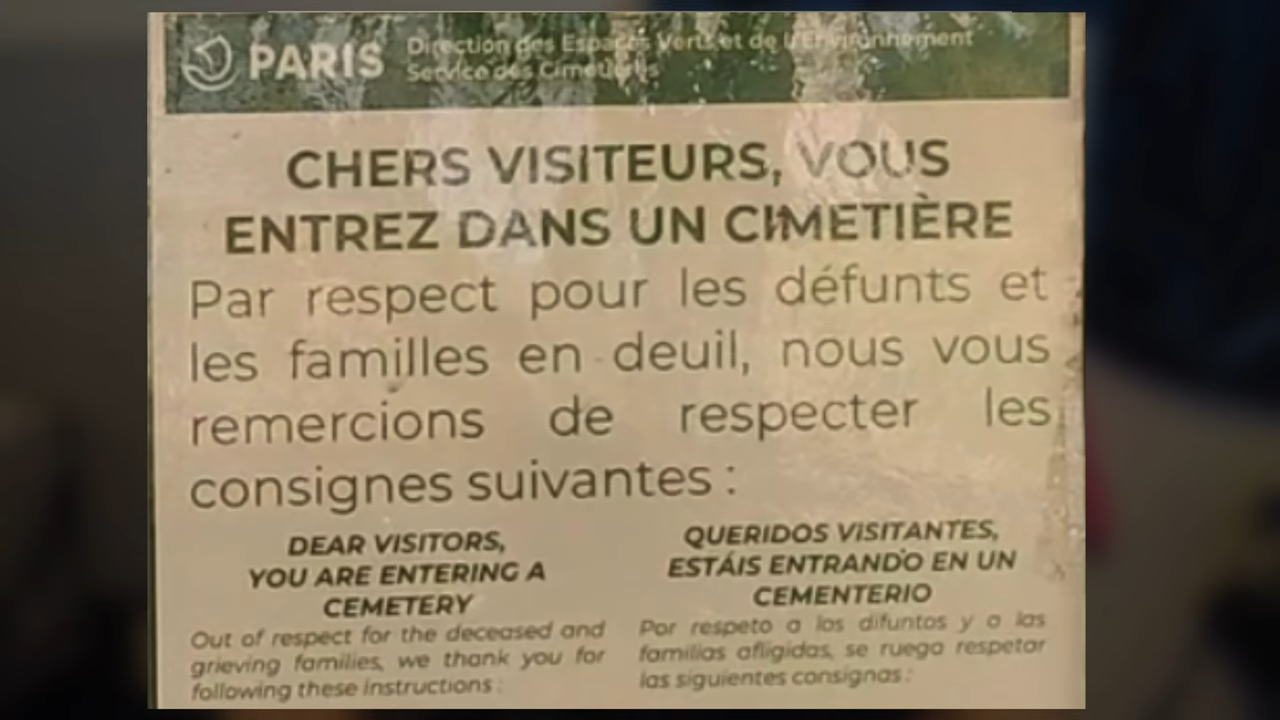 PARIS
Direction des Espaces Verts et de l'Environnement
Service des Cimetières
CHERS VISITEURS, VOUS
ENTREZ DANS UN CIMETIÈRE
Par respect pour les défunts et
les familles en deuil, nous vous
remercions de respecter les
consignes suivantes :
DEAR VISITORS,
YOU ARE ENTERING A
CEMETERY
Out of respect for the deceased and
grieving families, we thank you for
following these instructions :
QUERIDOS VISITANTES,
ESTÁIS ENTRANDO EN UN
CEMENTERIO
Por respeto a los difuntos y a las
familias afligidas, se ruega respetar
las siguientes consignas :